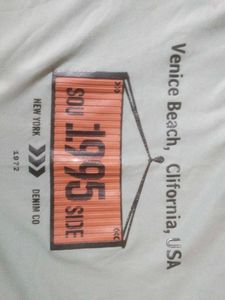 Venice Beach, Clifornia, USA
SOU 1995 SIDE
NEW YORK DENIM CO
1972